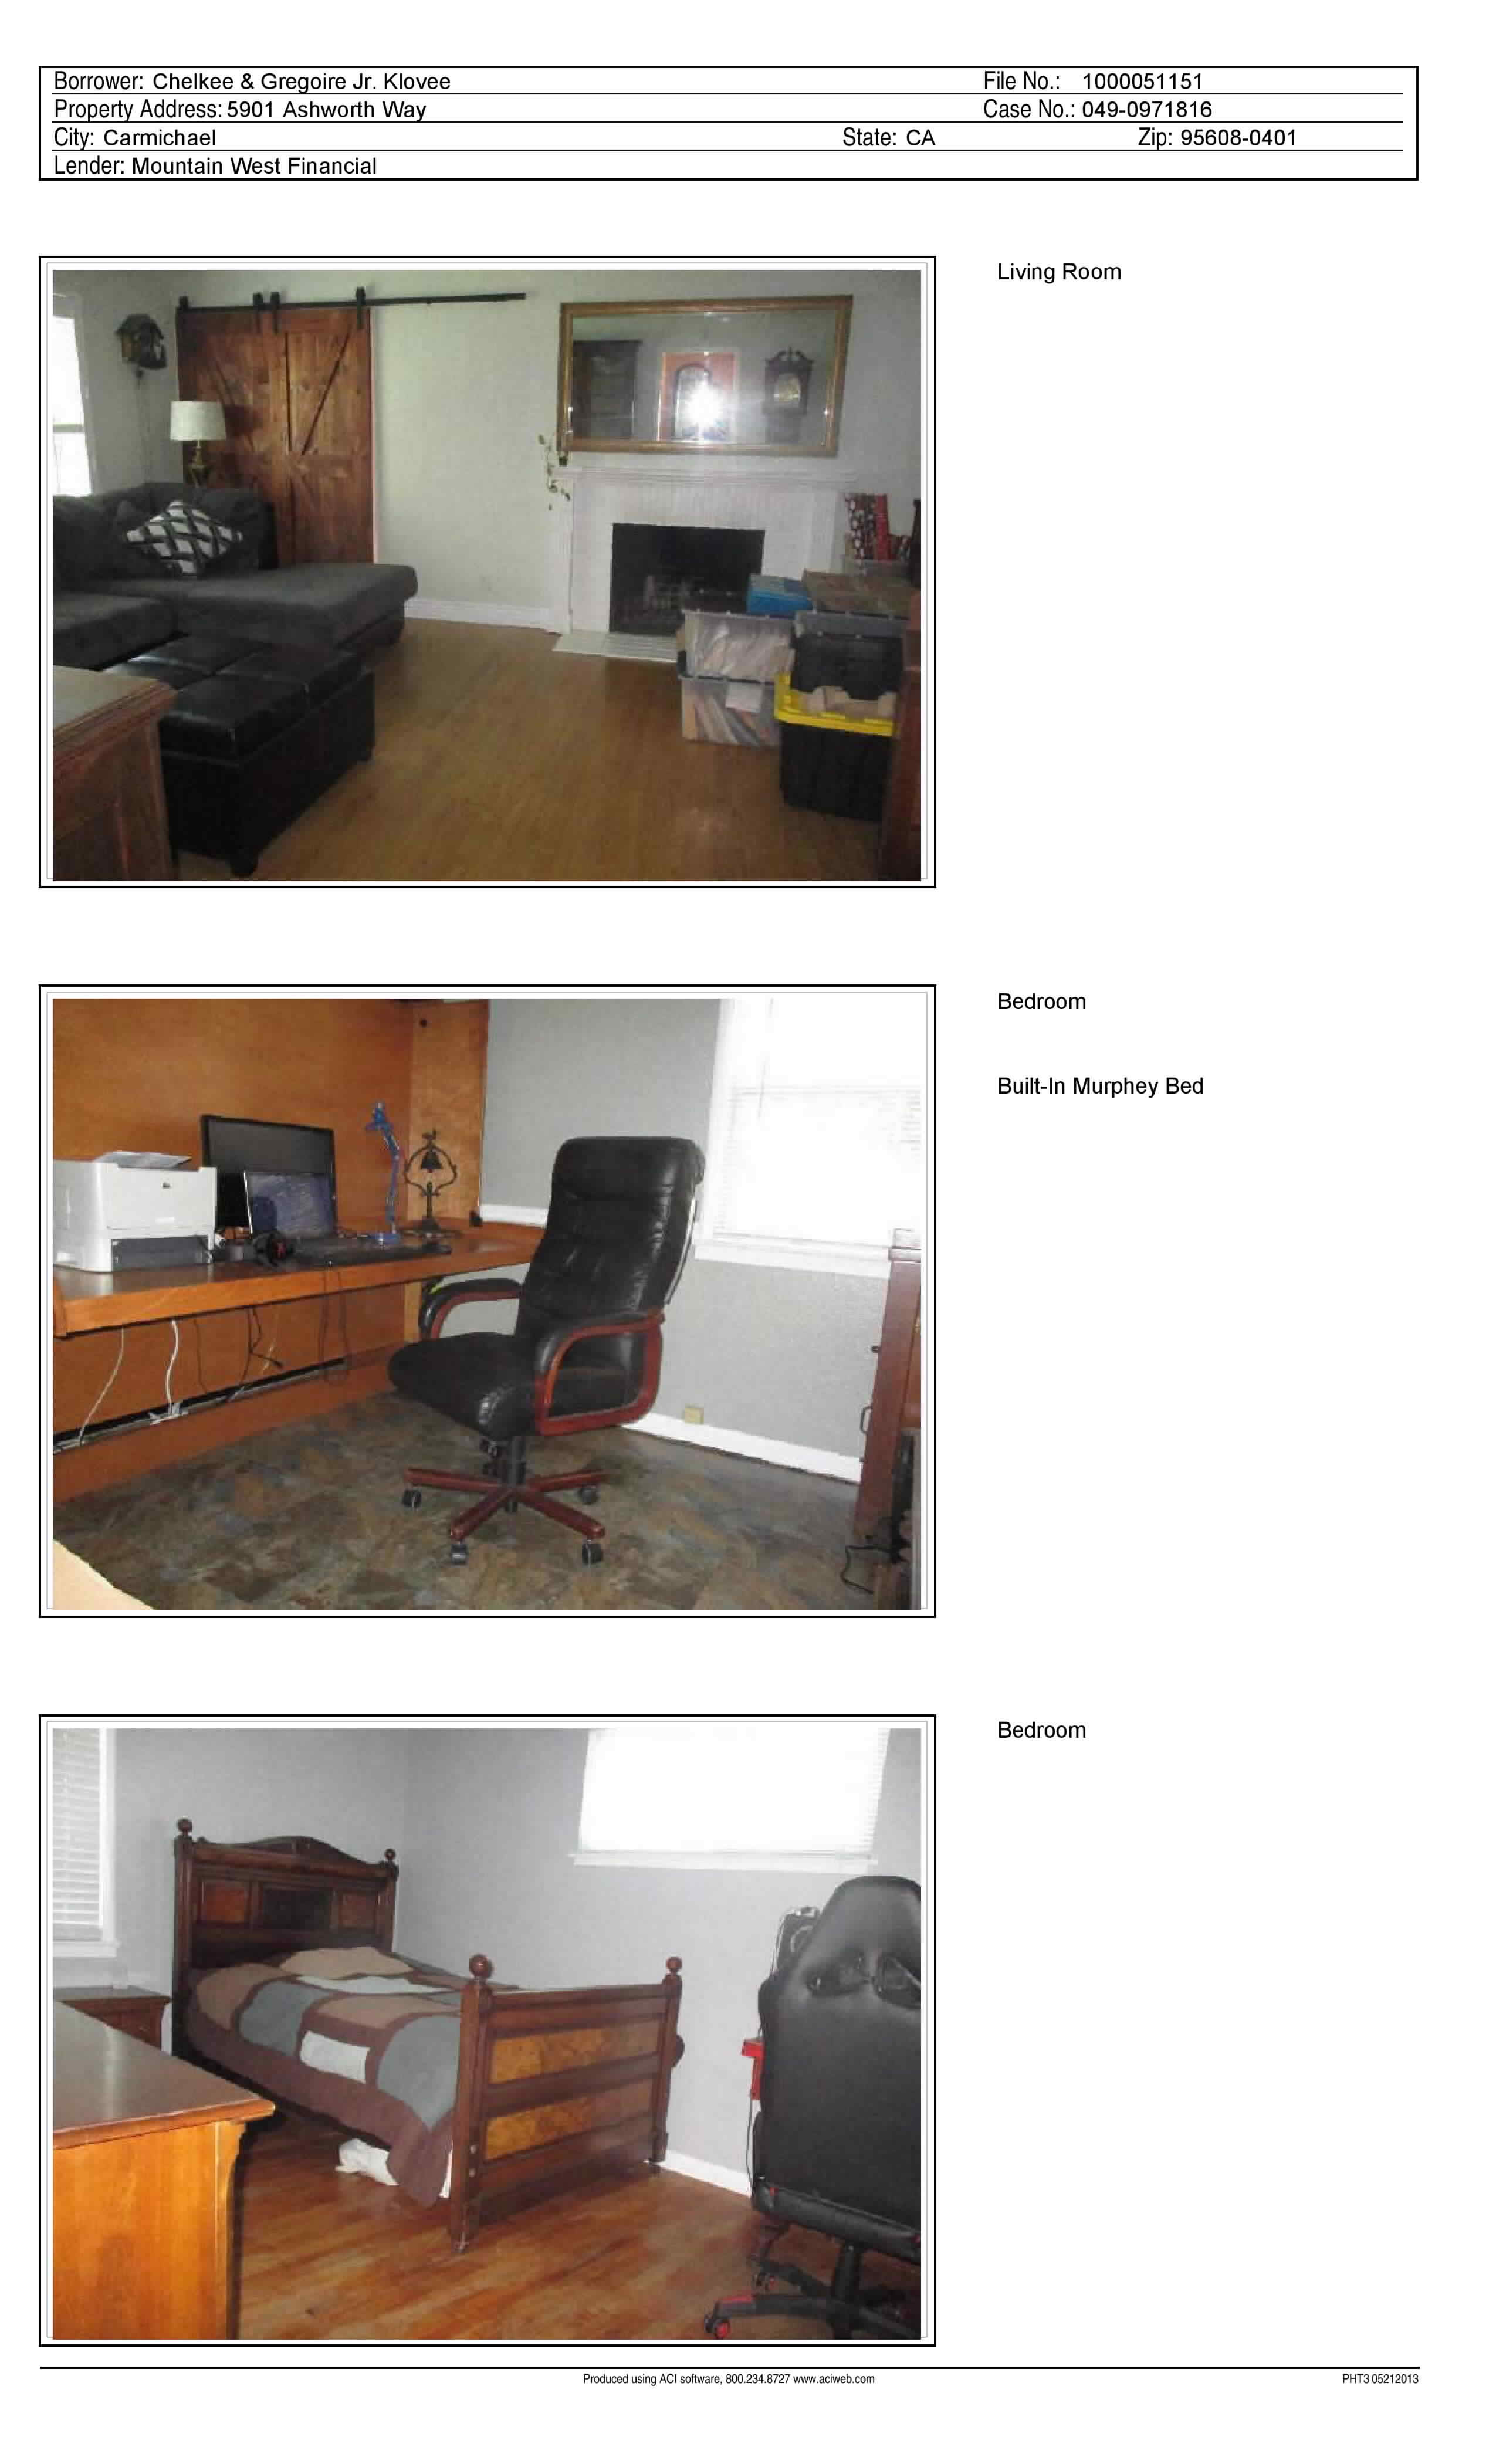 Borrower: Chelkee & Gregoire Jr. Klovee File No.: 1000051151
Property Address: 5901 Ashworth Way Case No.: 049-0971816
City: Carmichael State: CA Zip: 95608-0401
Lender: Mountain West Financial
Living Room
Bedroom
Built-In Murphey Bed
Bedroom
Produced using ACI software, 800.234.8727 www.aciweb.com PHT3 05212013